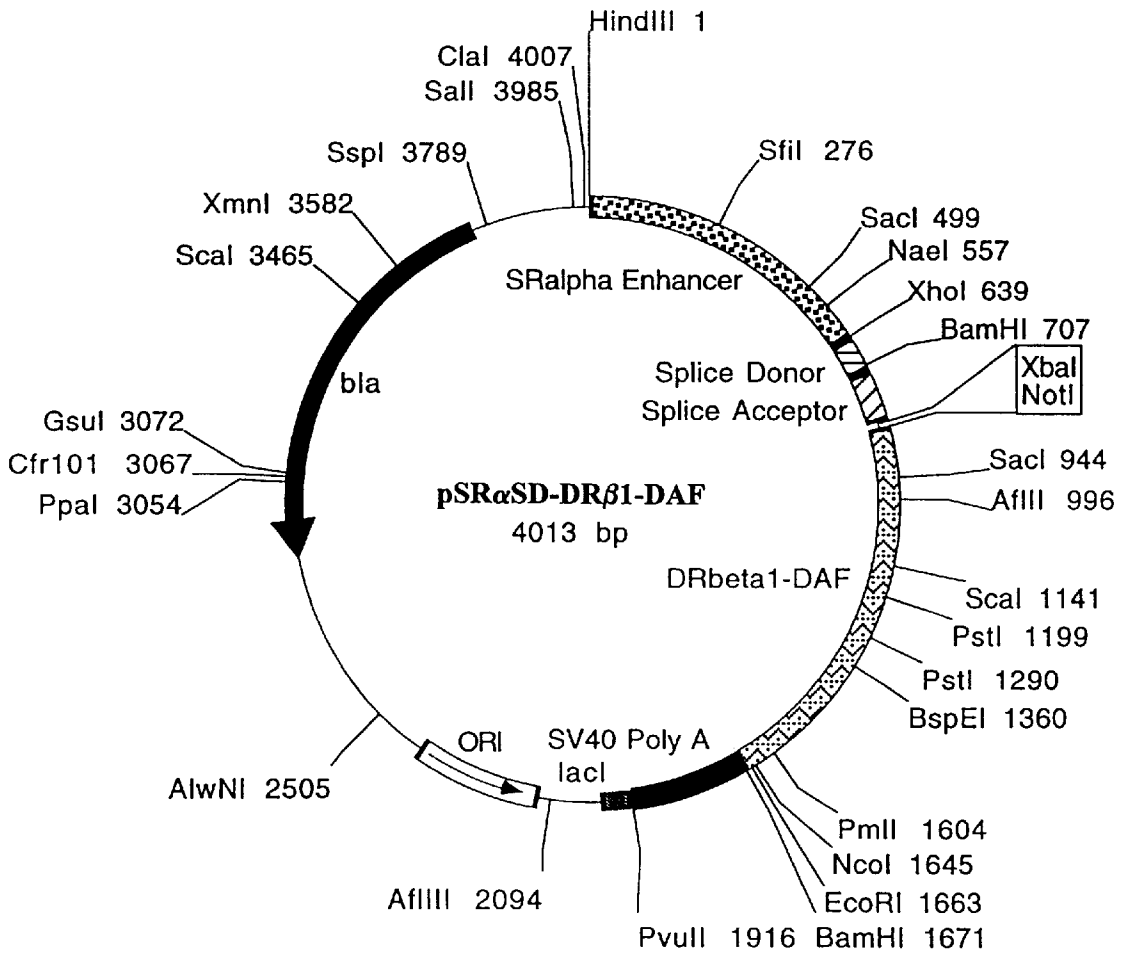 HindIII 1
ClaI 4007
SalI 3985
SspI 3789
SfiI 276
XmnI 3582
SacI 499
ScaI 3465
NaeI 557
SRalpha Enhancer
XhoI 639
BamHI 707
Splice Donor
XbaI
NotI
bla
Splice Acceptor
GsuI 3072
Cfr101 3067
SacI 944
PpaI 3054
pSRαSD-DRβ1-DAF
AflII 996
4013 bp
DRbeta1-DAF
ScaI 1141
PstI 1199
PstI 1290
BspEI 1360
ORI
SV40 Poly A
lacI
AlwNI 2505
PmlI 1604
NcoI 1645
AflIII 2094
EcoRI 1663
PvuII 1916
BamHI 1671